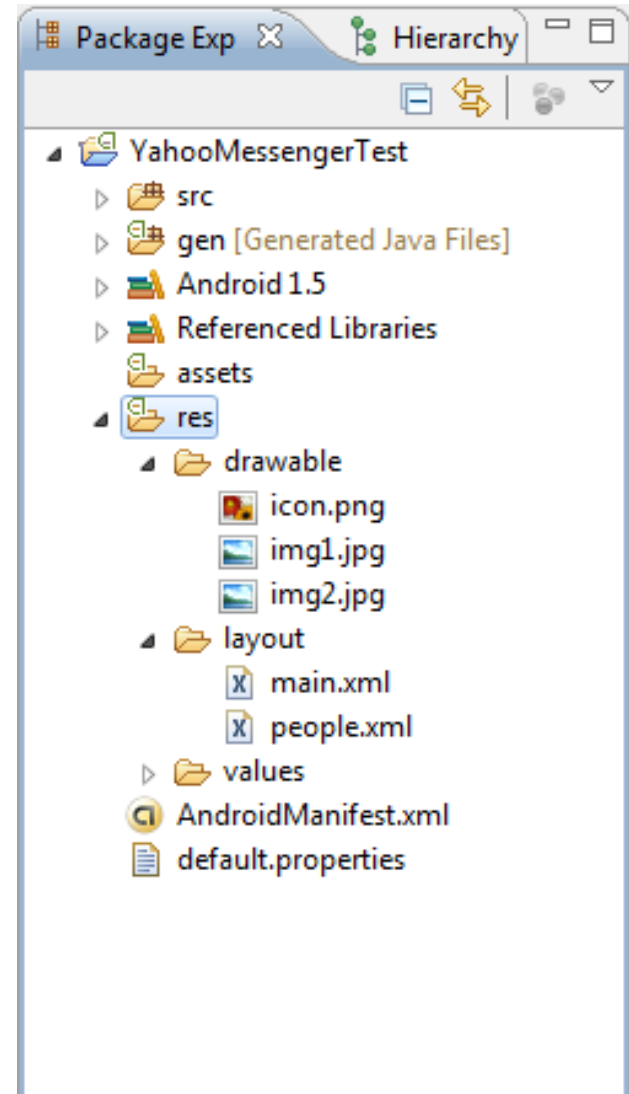 Package Exp Hierarchy
YahooMessengerTest
src
gen [Generated Java Files]
Android 1.5
Referenced Libraries
assets
res
drawable
icon.png
img1.jpg
img2.jpg
layout
main.xml
people.xml
values
AndroidManifest.xml
default.properties